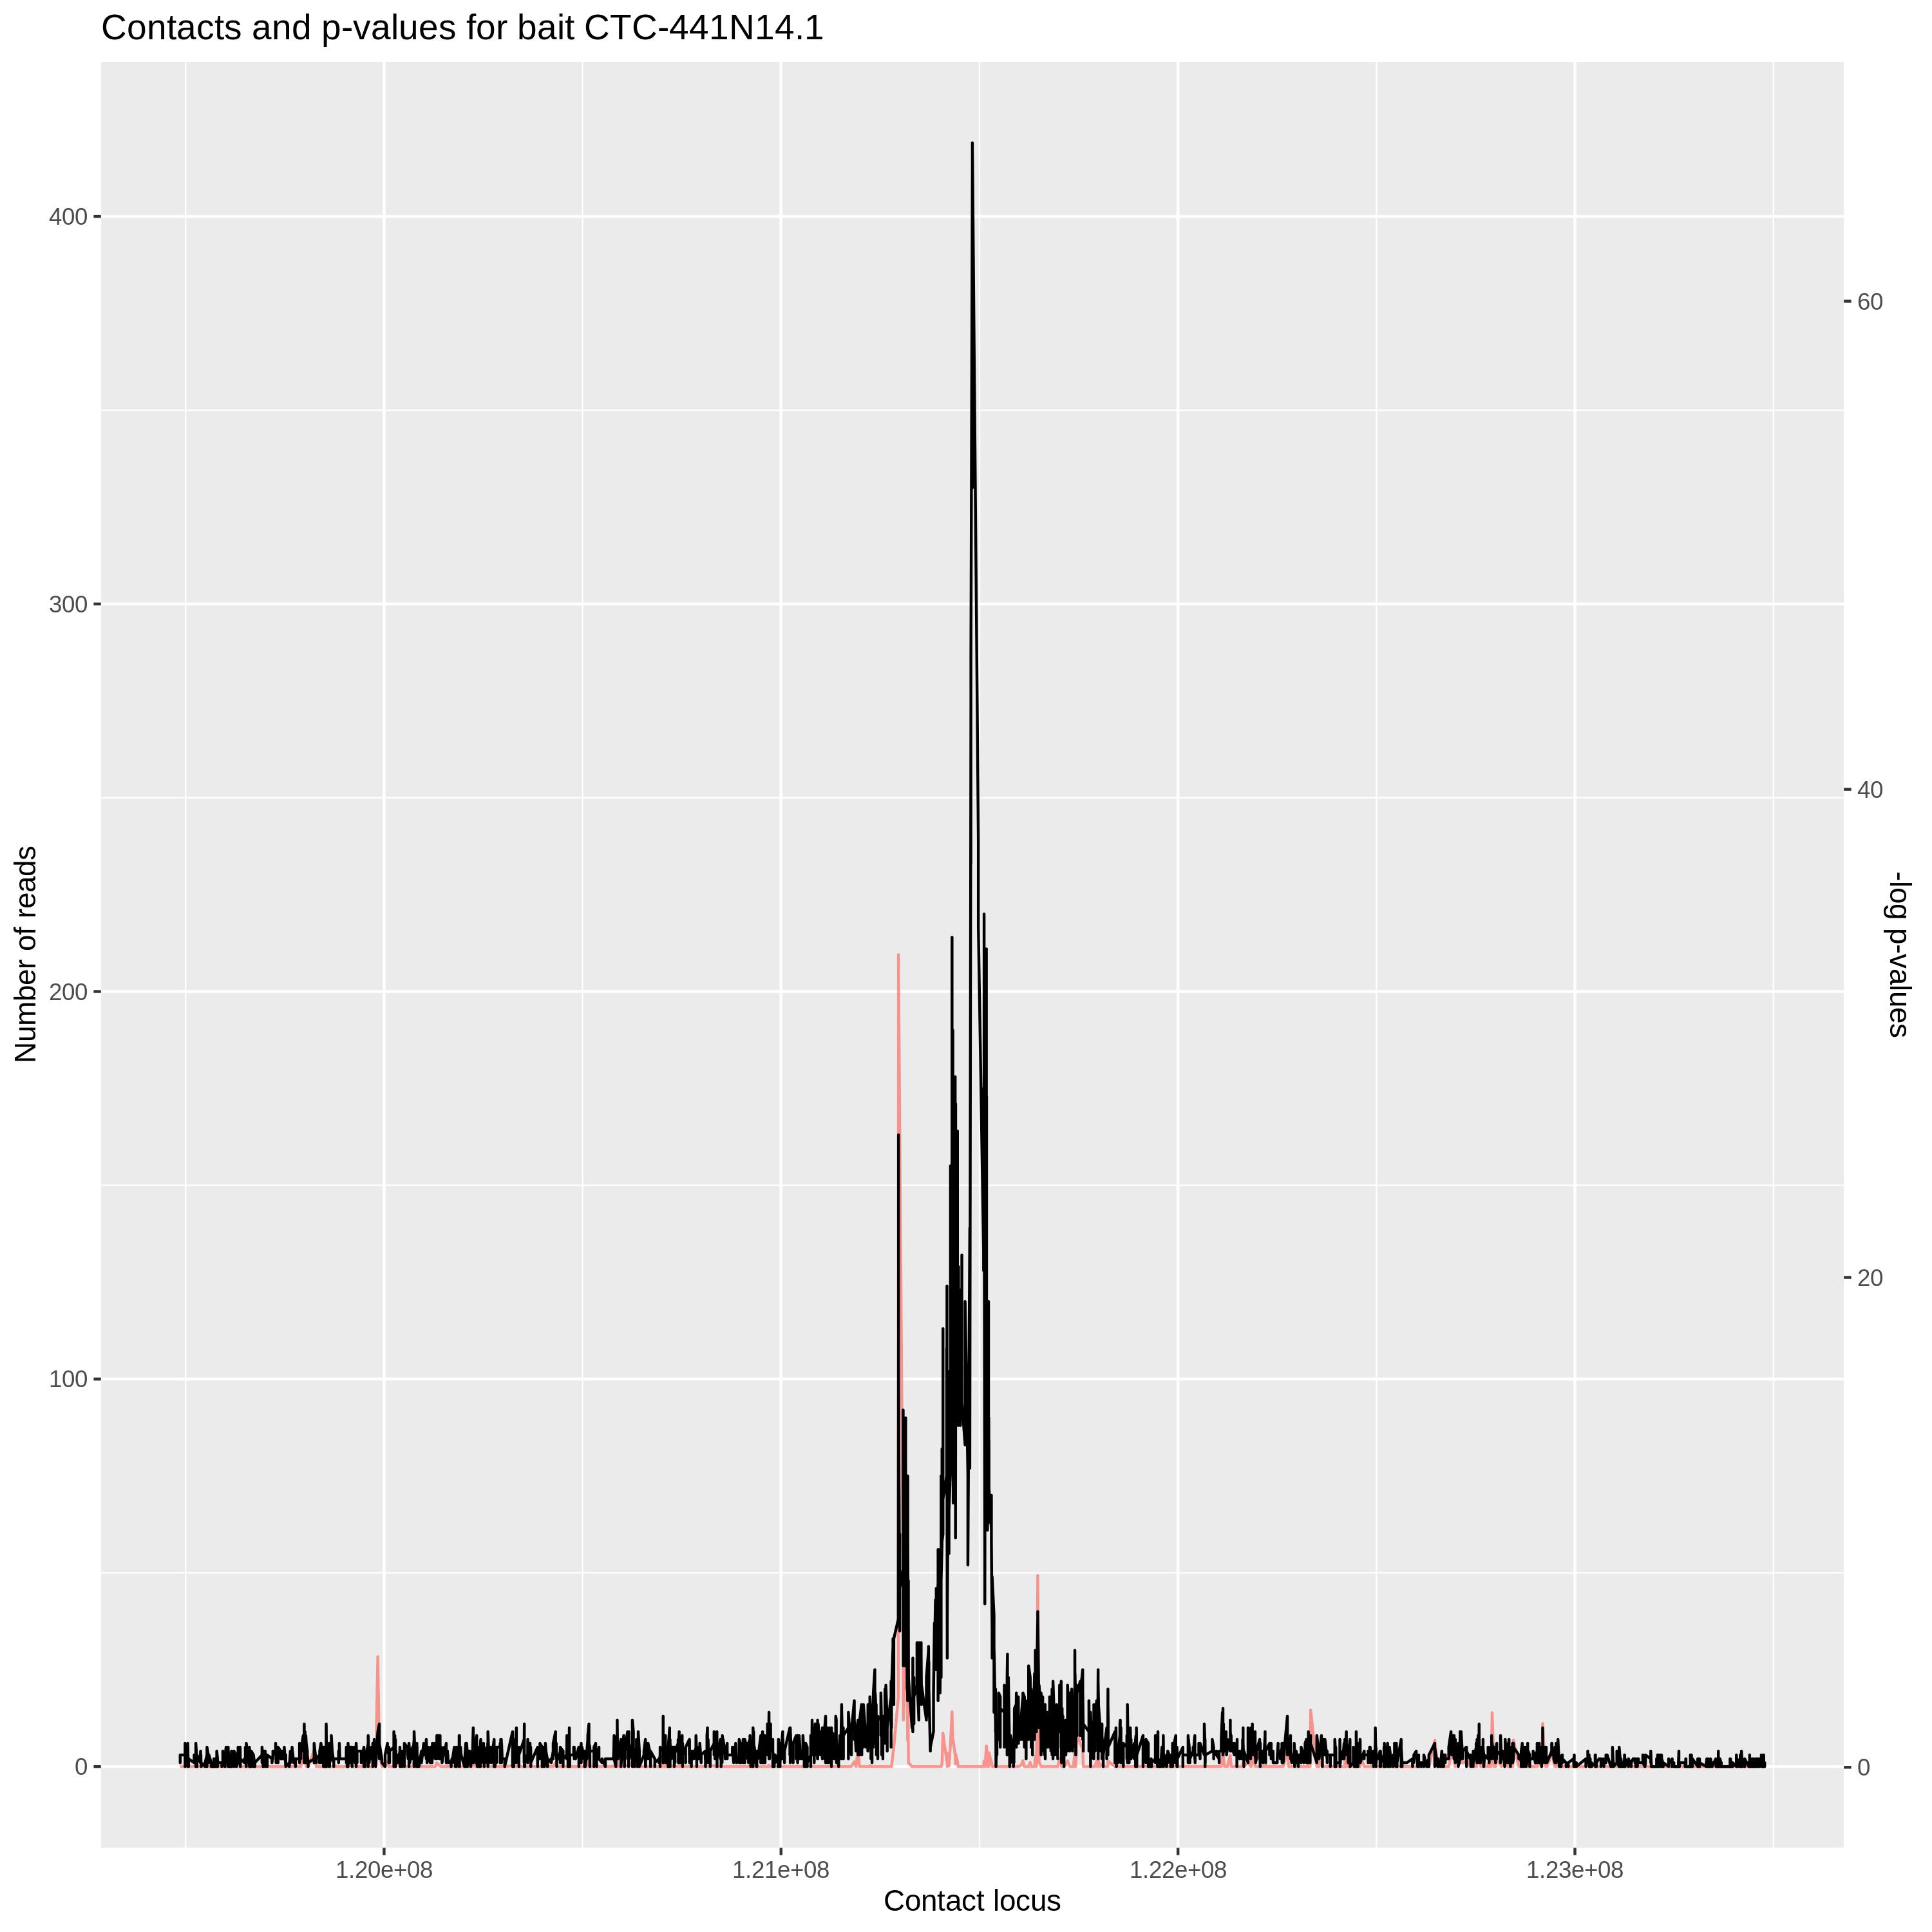 Contacts and p-values for bait CTC-441N14.1
400
300
200
100
0
Number of reads
60
40
20
0
-log p-values
1.20e+08
1.21e+08
1.22e+08
1.23e+08
Contact locus